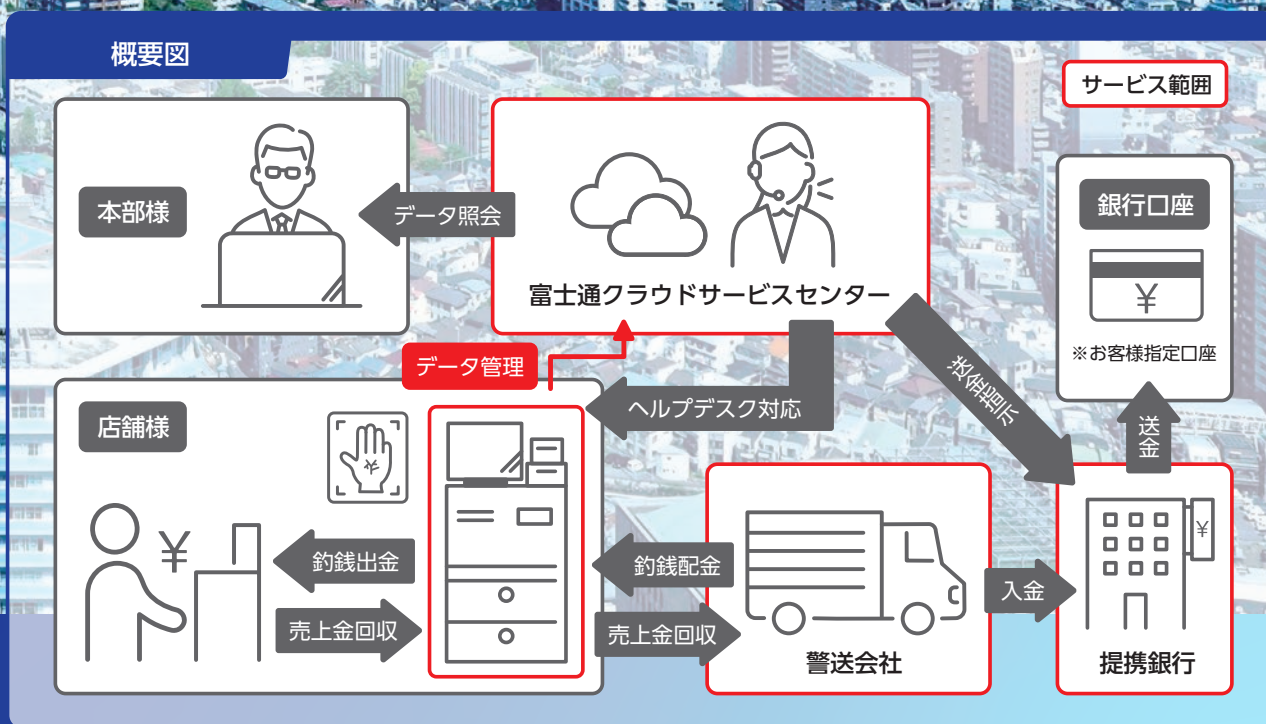 概要図
サービス範囲
本部様
データ照会
富士通クラウドサービスセンター
銀行口座
¥
※お客様指定口座
データ管理
ヘルプデスク対応
送金指示
送金
店舗様
¥
¥
釣銭出金
売上金回収
釣銭配金
売上金回収
警送会社
入金
¥
提携銀行